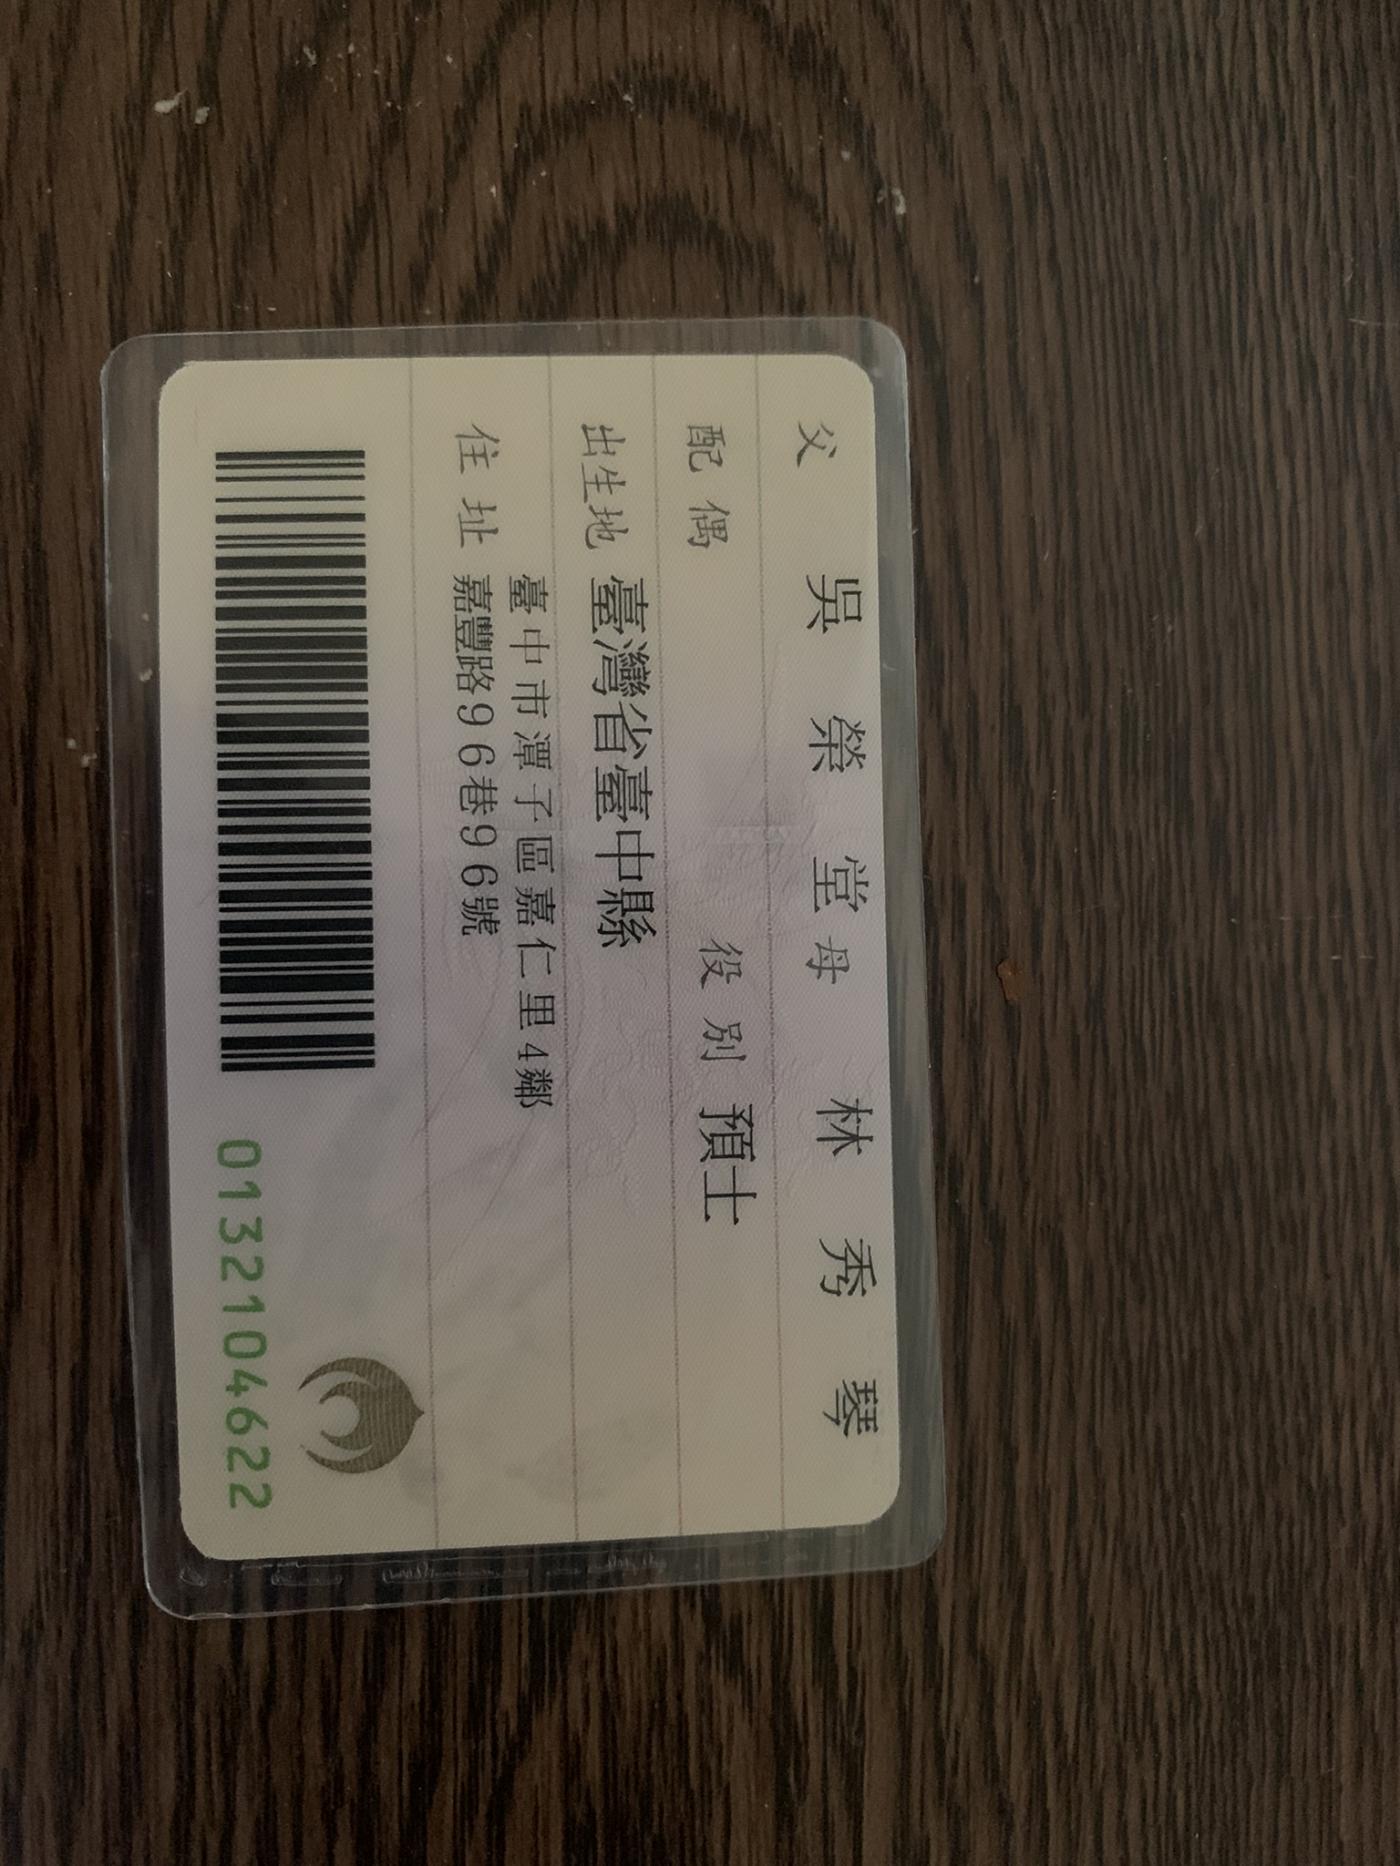 父 吳榮堂 母 林秀琴
配偶 役別 預士
出生地 臺灣省臺中縣
住址 臺中市潭子區嘉仁里4鄰
嘉豐路96巷96號
0132104622